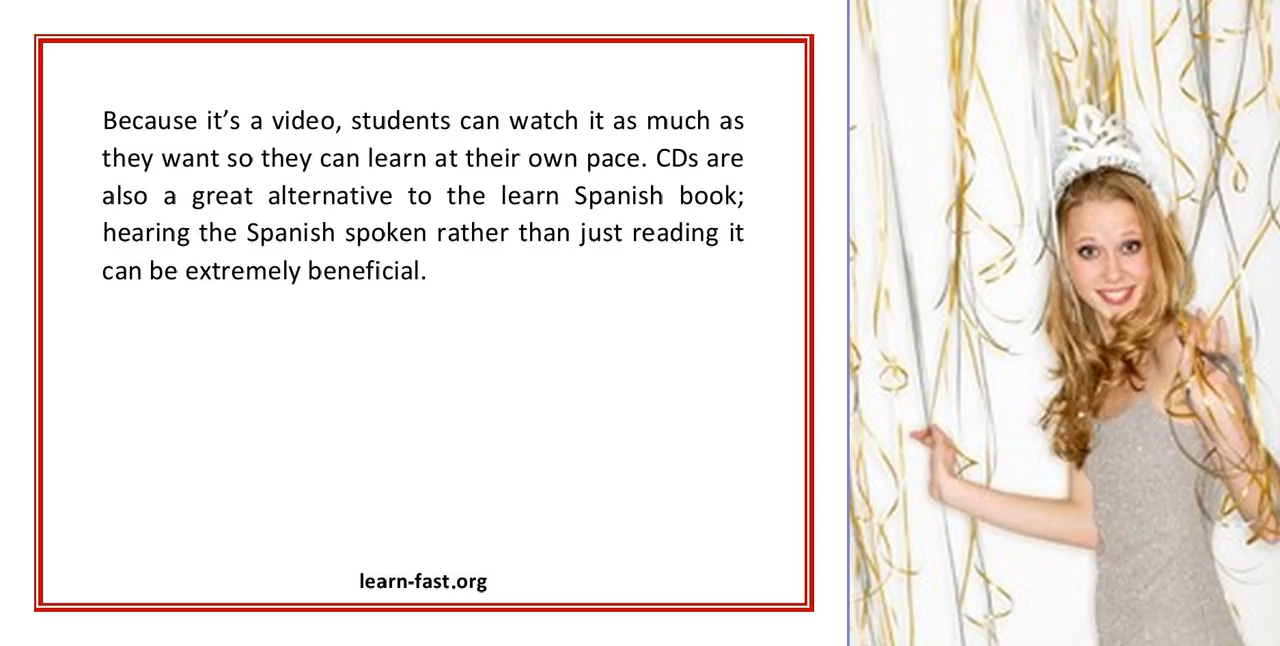 Because it’s a video, students can watch it as much as
they want so they can learn at their own pace. CDs are
also a great alternative to the learn Spanish book;
hearing the Spanish spoken rather than just reading it
can be extremely beneficial.
learn-fast.org